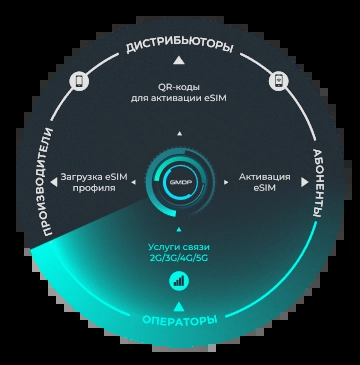 ДИСТРИБЬЮТОРЫ
QR-коды
для активации eSIM
ПРОИЗВОДИТЕЛИ
Загрузка eSIM
профиля
GMDP
Активация
eSIM
АБОНЕНТЫ
Услуги связи
2G/3G/4G/5G
ОПЕРАТОРЫ